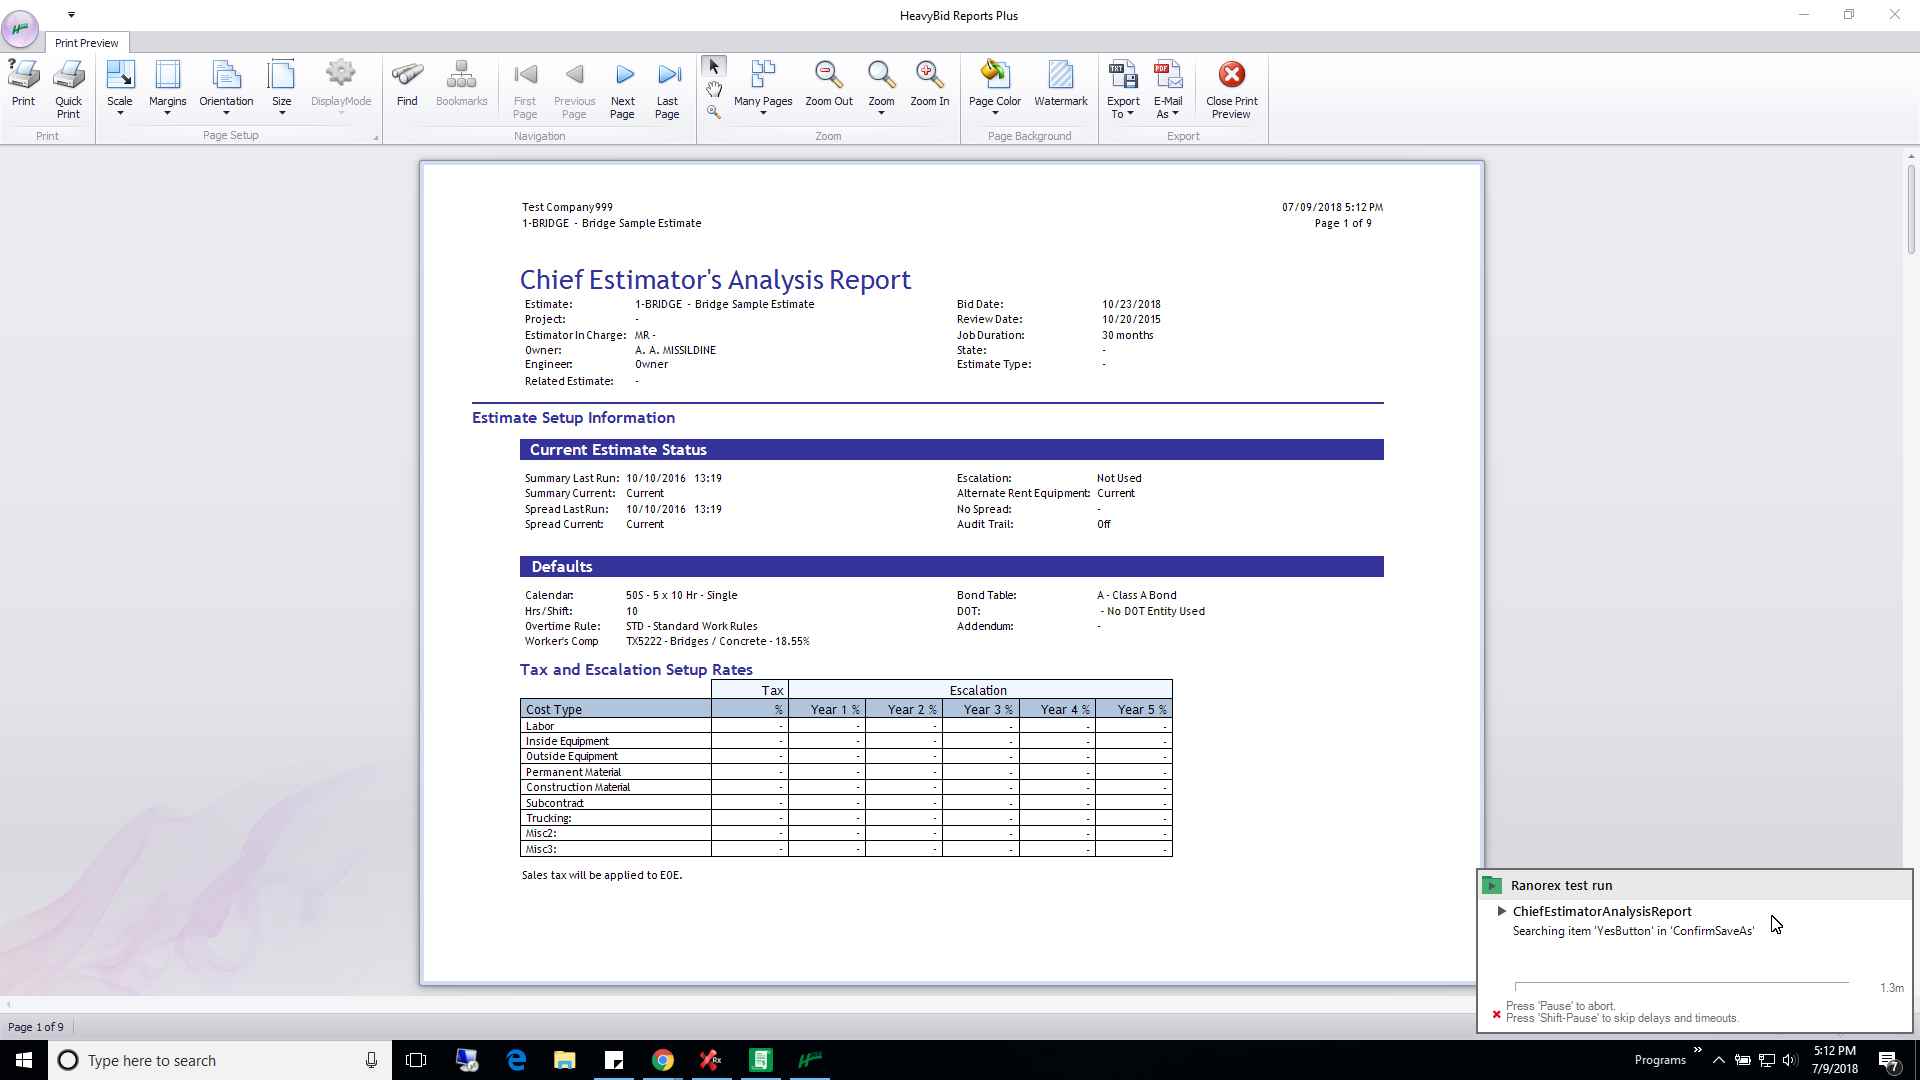 HeavyBid Reports Plus
Print Preview
Print
Quick Print
Scale
Margins
Orientation
Size
DisplayMode
Find
Bookmarks
First Page
Previous Page
Next Page
Last Page
Many Pages
Zoom Out
Zoom
Zoom In
Page Color
Watermark
Export To
E-Mail As
Close Print Preview
Print
Page Setup
Navigation
Zoom
Page Background
Export
Test Company999
07/09/2018 5:12 PM
1-BRIDGE - Bridge Sample Estimate
Page 1 of 9
Chief Estimator's Analysis Report
Estimate: 1-BRIDGE - Bridge Sample Estimate Bid Date: 10/23/2018
Project: - Review Date: 10/20/2015
Estimator In Charge: MR - Job Duration: 30 months
Owner: A. A. MISSILDINE State: -
Engineer: Owner Estimate Type: -
Related Estimate: -
Estimate Setup Information
Current Estimate Status
Summary Last Run: 10/10/2016 13:19 Escalation: Not Used
Summary Current: Current Alternate Rent Equipment: Current
Spread Last Run: 10/10/2016 13:19 No Spread: -
Spread Current: Current Audit Trail: Off
Defaults
Calendar: 50S - 5 x 10 Hr - Single Bond Table: A - Class A Bond
Hrs/Shift: 10 DOT: - No DOT Entity Used
Overtime Rule: STD - Standard Work Rules Addendum: -
Worker's Comp TX5222 - Bridges / Concrete - 18.55%
Tax and Escalation Setup Rates
Tax Escalation
Cost Type % Year 1 % Year 2 % Year 3 % Year 4 % Year 5 %
Labor - - - - - -
Inside Equipment - - - - - -
Outside Equipment - - - - - -
Permanent Material - - - - - -
Construction Material - - - - - -
Subcontract - - - - - -
Trucking: - - - - - -
Misc2: - - - - - -
Misc3: - - - - - -
Sales tax will be applied to EOE.
Ranorex test run
ChiefEstimatorAnalysisReport
Searching item 'YesButton' in 'ConfirmSaveAs'
1.3m
Press 'Pause' to abort.
Press 'Shift-Pause' to skip delays and timeouts.
Page 1 of 9
Type here to search
Programs
5:12 PM
7/9/2018
7